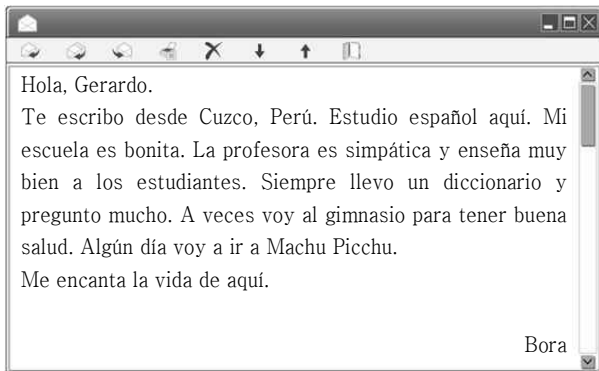 Hola, Gerardo.
Te escribo desde Cuzco, Perú. Estudio español aquí. Mi
escuela es bonita. La profesora es simpática y enseña muy
bien a los estudiantes. Siempre llevo un diccionario y
pregunto mucho. A veces voy al gimnasio para tener buena
salud. Algún día voy a ir a Machu Picchu.
Me encanta la vida de aquí.
Bora